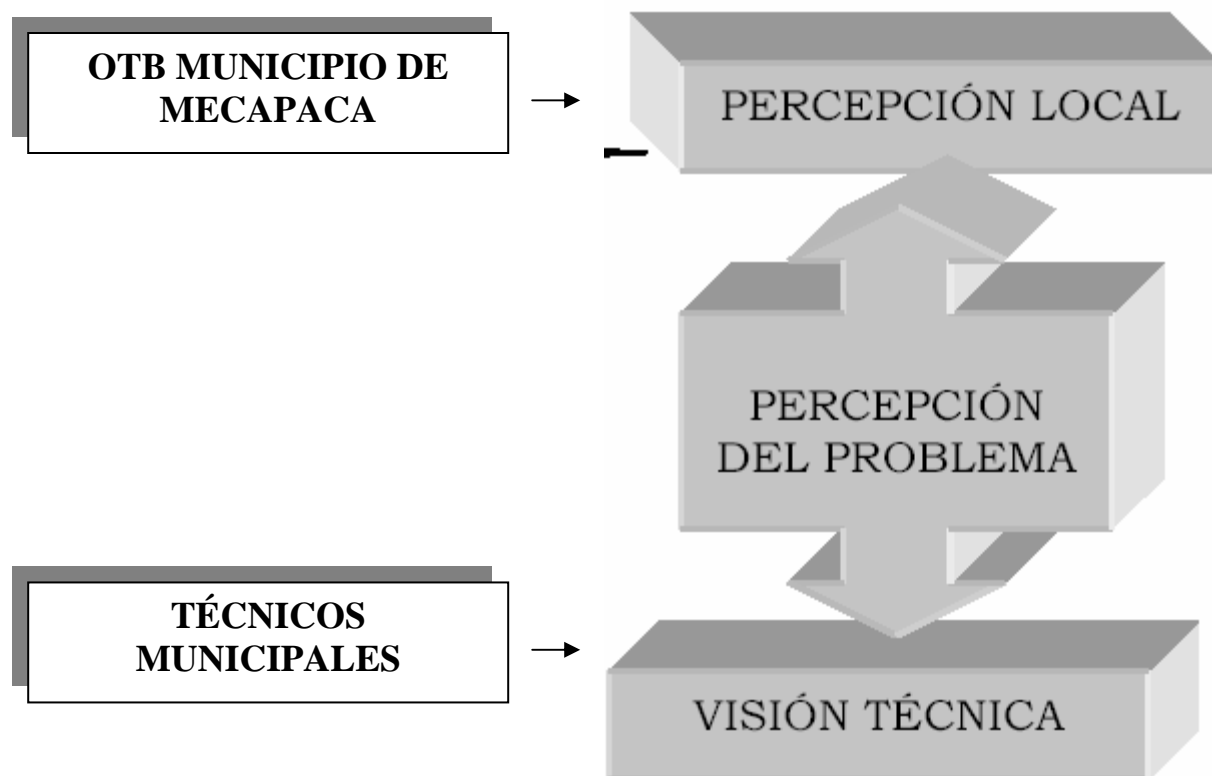 OTB MUNICIPIO DE
MECAPACA
PERCEPCIÓN LOCAL
PERCEPCIÓN
DEL PROBLEMA
TÉCNICOS
MUNICIPALES
VISIÓN TÉCNICA